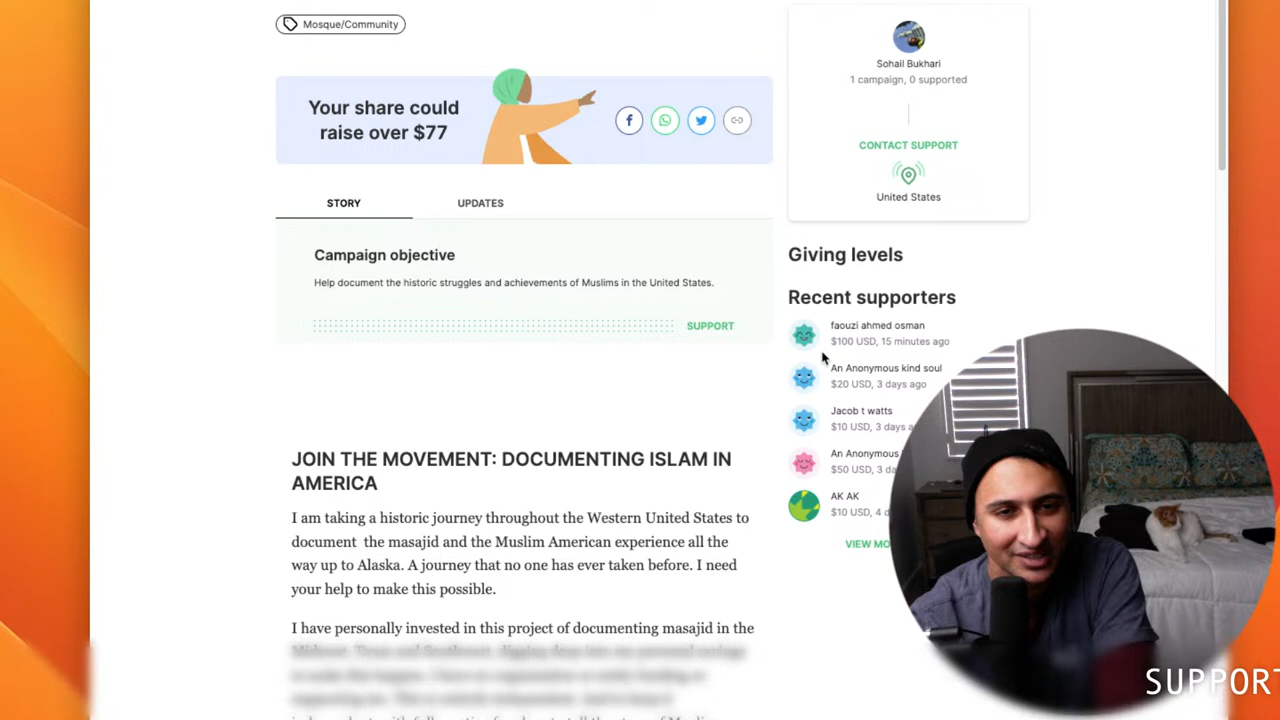 Mosque/Community
Your share could
raise over $77
STORY
UPDATES
Campaign objective
Help document the historic struggles and achievements of Muslims in the United States.
SUPPORT
JOIN THE MOVEMENT: DOCUMENTING ISLAM IN
AMERICA
I am taking a historic journey throughout the Western United States to
document the masajid and the Muslim American experience all the
way up to Alaska. A journey that no one has ever taken before. I need
your help to make this possible.
I have personally invested in this project of documenting masajid in the
Sohail Bukhari
1 campaign, 0 supported
CONTACT SUPPORT
United States
Giving levels
Recent supporters
faouzi ahmed osman
$100 USD, 15 minutes ago
An Anonymous kind soul
$20 USD, 3 days ago
Jacob t watts
$10 USD, 3 days a
An Anonymous
$50 USD, 3 da
AK AK
$10 USD, 4 d
VIEW MO
SUPPORT